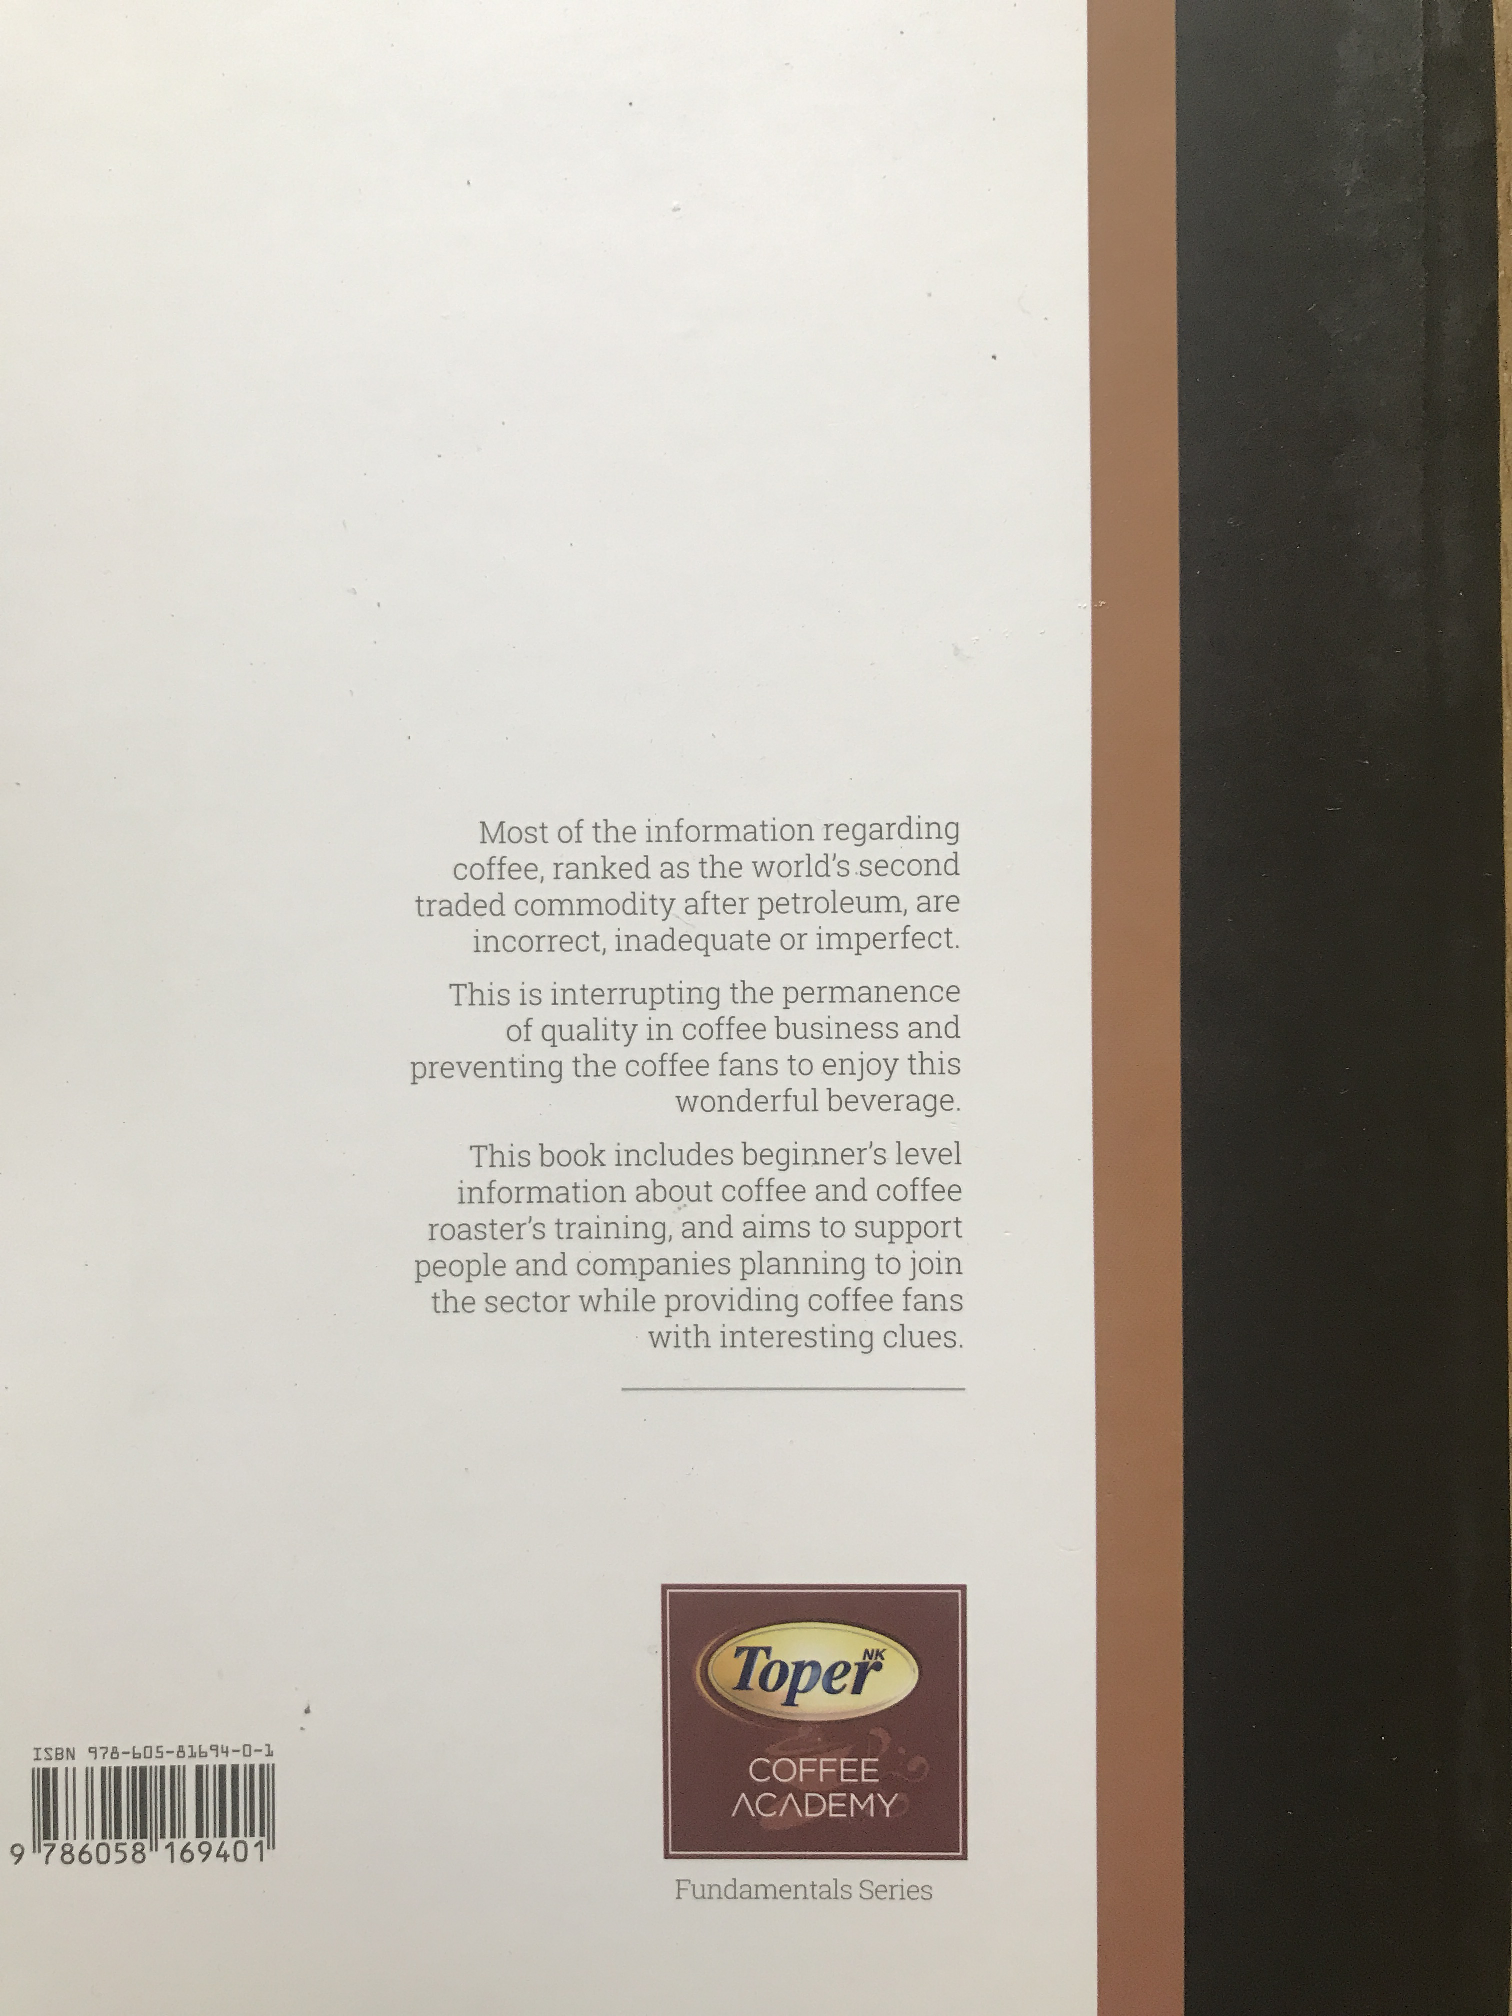 Most of the information regarding
coffee, ranked as the world's second
traded commodity after petroleum, are
incorrect, inadequate or imperfect.
This is interrupting the permanence
of quality in coffee business and
preventing the coffee fans to enjoy this
wonderful beverage.
This book includes beginner's level
information about coffee and coffee
roaster's training, and aims to support
people and companies planning to join
the sector while providing coffee fans
with interesting clues.
Toper NK
COFFEE
ACADEMY
Fundamentals Series
ISBN 978-605-81694-0-1
9 786058 169401